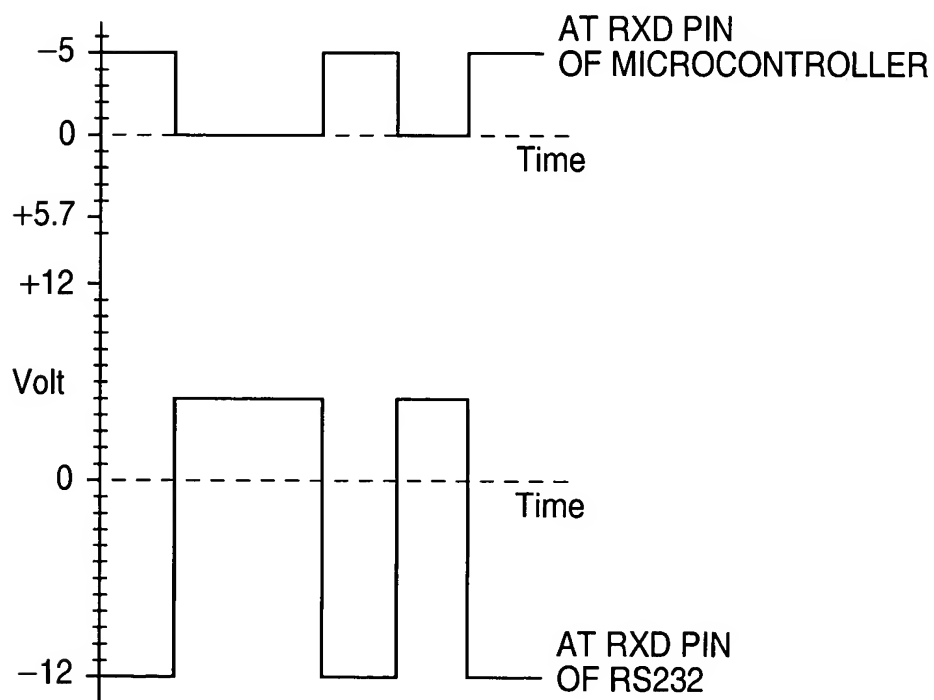 −5
AT RXD PIN
OF MICROCONTROLLER
0
Time
+5.7
+12
Volt
0
Time
−12
AT RXD PIN
OF RS232